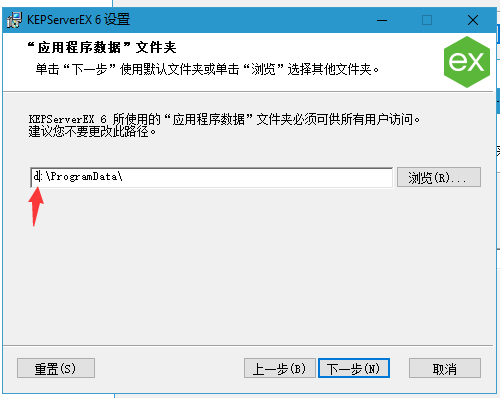 KEPServerEX 6 设置
“应用程序数据”文件夹
单击“下一步”使用默认文件夹或单击“浏览”选择其他文件夹。
ex
KEPServerEX 6 所使用的“应用程序数据”文件夹必须可供所有用户访问。
建议您不要更改此路径。
d:\ProgramData\
浏览(R)...
重置(S)
上一步(B)
下一步(N)
取消